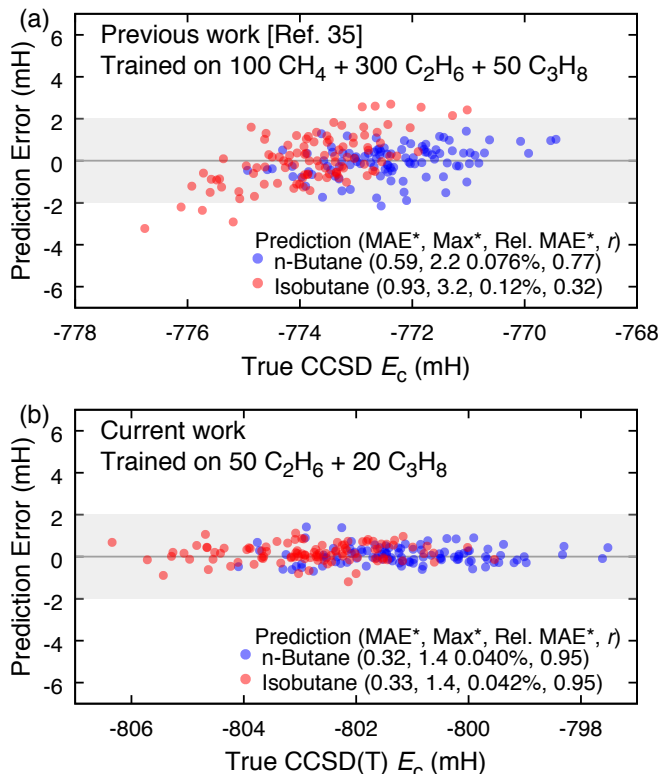 (a)
Previous work [Ref. 35]
Trained on 100 CH4 + 300 C2H6 + 50 C3H8
6
4
2
0
-2
-4
-6
Prediction Error (mH)
Prediction (MAE*, Max*, Rel. MAE*, r)
n-Butane (0.59, 2.2 0.076%, 0.77)
Isobutane (0.93, 3.2, 0.12%, 0.32)
-778 -776 -774 -772 -770 -768
True CCSD Ec (mH)
(b)
Current work
Trained on 50 C2H6 + 20 C3H8
6
4
2
0
-2
-4
-6
Prediction Error (mH)
Prediction (MAE*, Max*, Rel. MAE*, r)
n-Butane (0.32, 1.4 0.040%, 0.95)
Isobutane (0.33, 1.4, 0.042%, 0.95)
-806 -804 -802 -800 -798
True CCSD(T) Ec (mH)